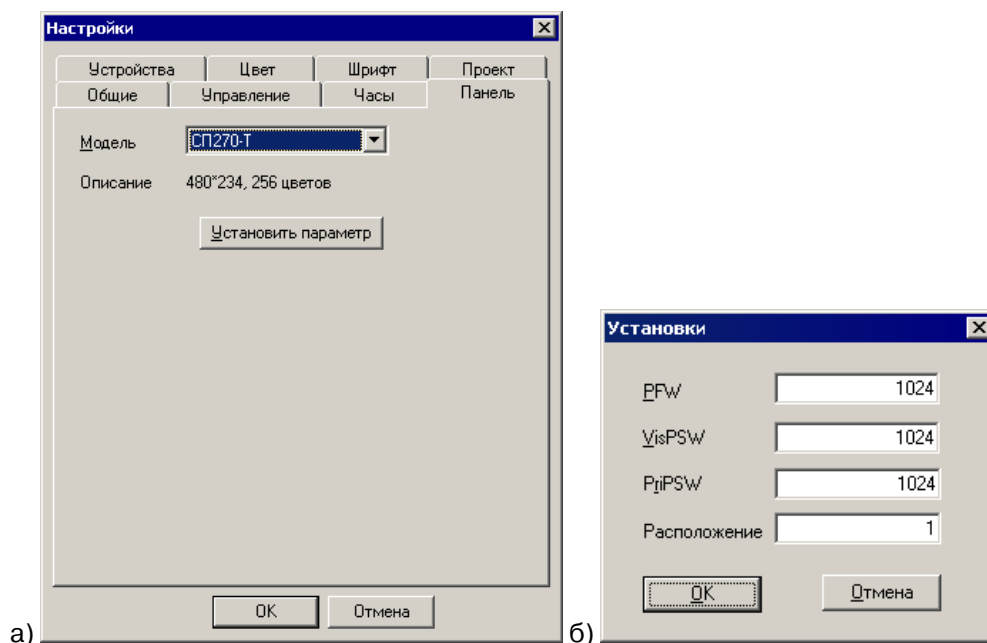 Настройки
Устройства Цвет Шрифт Проект
Общие Управление Часы Панель
Модель СП270-Т
Описание 480*234, 256 цветов
Установить параметр
OK Отмена
а)
Установки
PFW 1024
VisPSW 1024
PriPSW 1024
Расположение 1
OK Отмена
б)